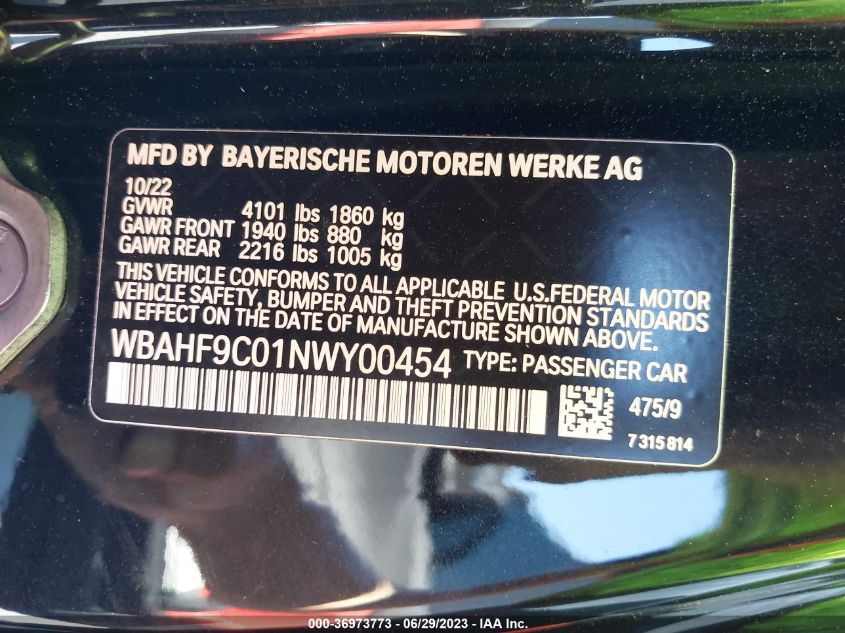 MFD BY BAYERISCHE MOTOREN WERKE AG
10/22
GVWR 4101 lbs 1860 kg
GAWR FRONT 1940 lbs 880 kg
GAWR REAR 2216 lbs 1005 kg
THIS VEHICLE CONFORMS TO ALL APPLICABLE U.S.FEDERAL MOTOR
VEHICLE SAFETY, BUMPER AND THEFT PREVENTION STANDARDS
IN EFFECT ON THE DATE OF MANUFACTURE SHOWN ABOVE.
WBAHF9C01NWY00454 TYPE: PASSENGER CAR
475/9
7 315 814
000-36973773 - 06/29/2023 - IAA Inc.